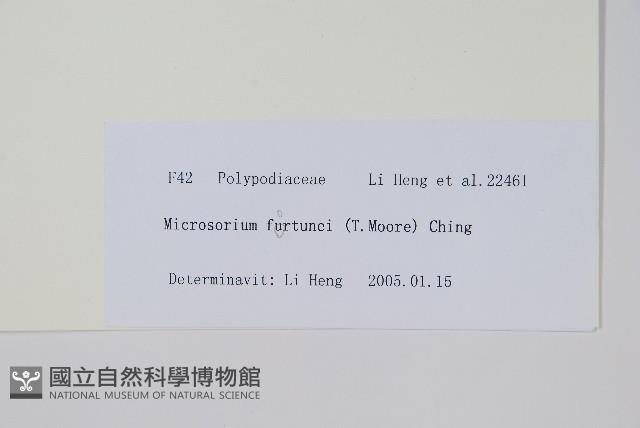 F42 Polypodiaceae Li Heng et al. 22461
Microsorium furtunei (T. Moore) Ching
Determinavit: Li Heng 2005.01.15
國立自然科學博物館
NATIONAL MUSEUM OF NATURAL SCIENCE